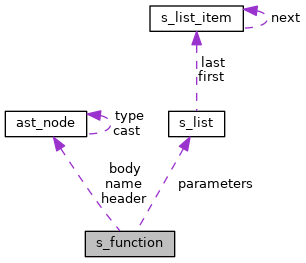 s_list_item
next
last
first
ast_node
type
cast
s_list
body
name
header
parameters
s_function